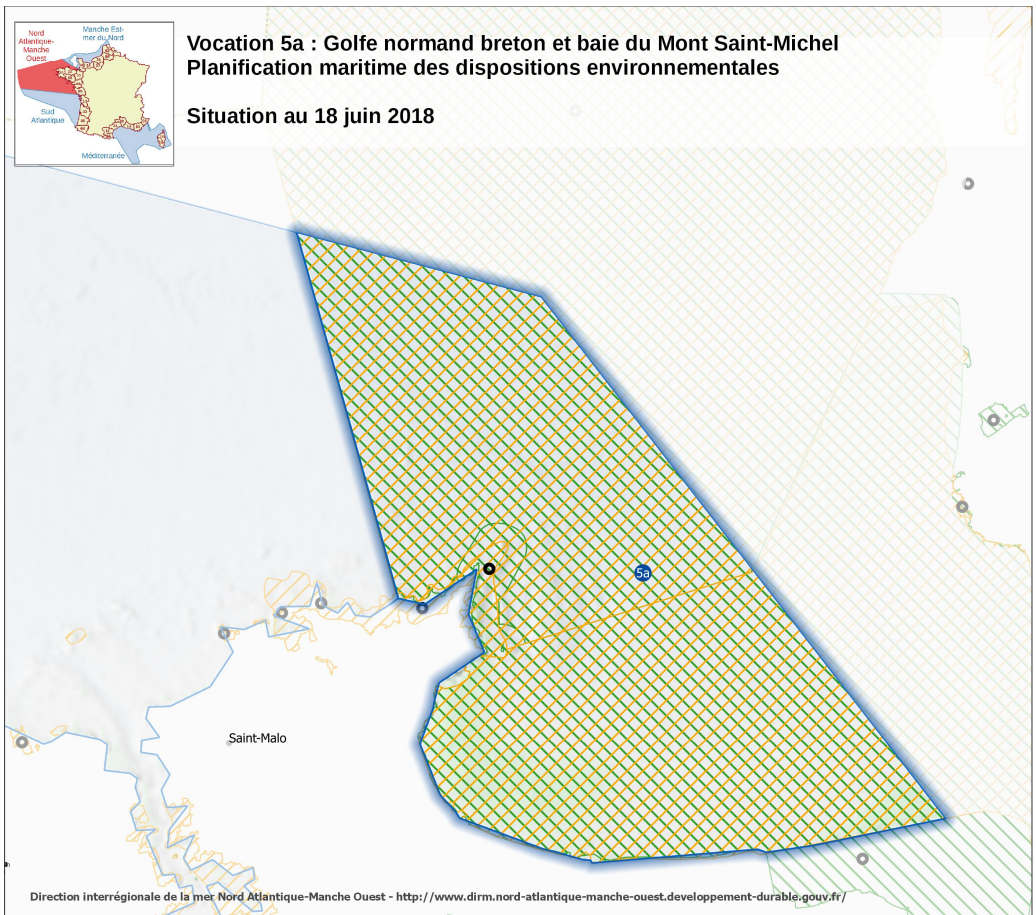 Vocation 5a : Golfe normand breton et baie du Mont Saint-Michel
Planification maritime des dispositions environnementales
Situation au 18 juin 2018
Manche Est-
mer du Nord
Nord
Atlantique-
Manche
Ouest
Sud
Atlantique
Méditerranée
5a
Saint-Malo
Direction interrégionale de la mer Nord Atlantique-Manche Ouest - http://www.dirm.nord-atlantique-manche-ouest.developpement-durable.gouv.fr/